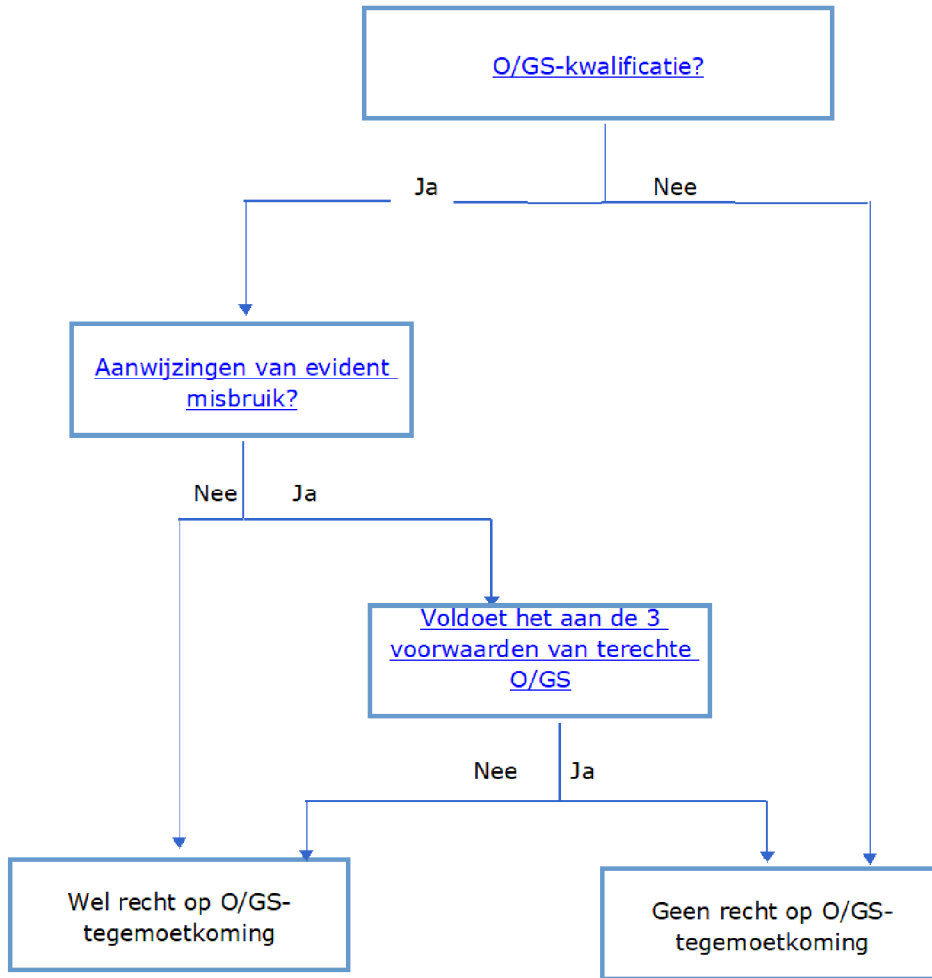 O/GS-kwalificatie?
Ja
Nee
Aanwijzingen van evident
misbruik?
Nee
Ja
Voldoet het aan de 3
voorwaarden van terechte
O/GS
Nee
Ja
Wel recht op O/GS-
tegemoetkoming
Geen recht op O/GS-
tegemoetkoming